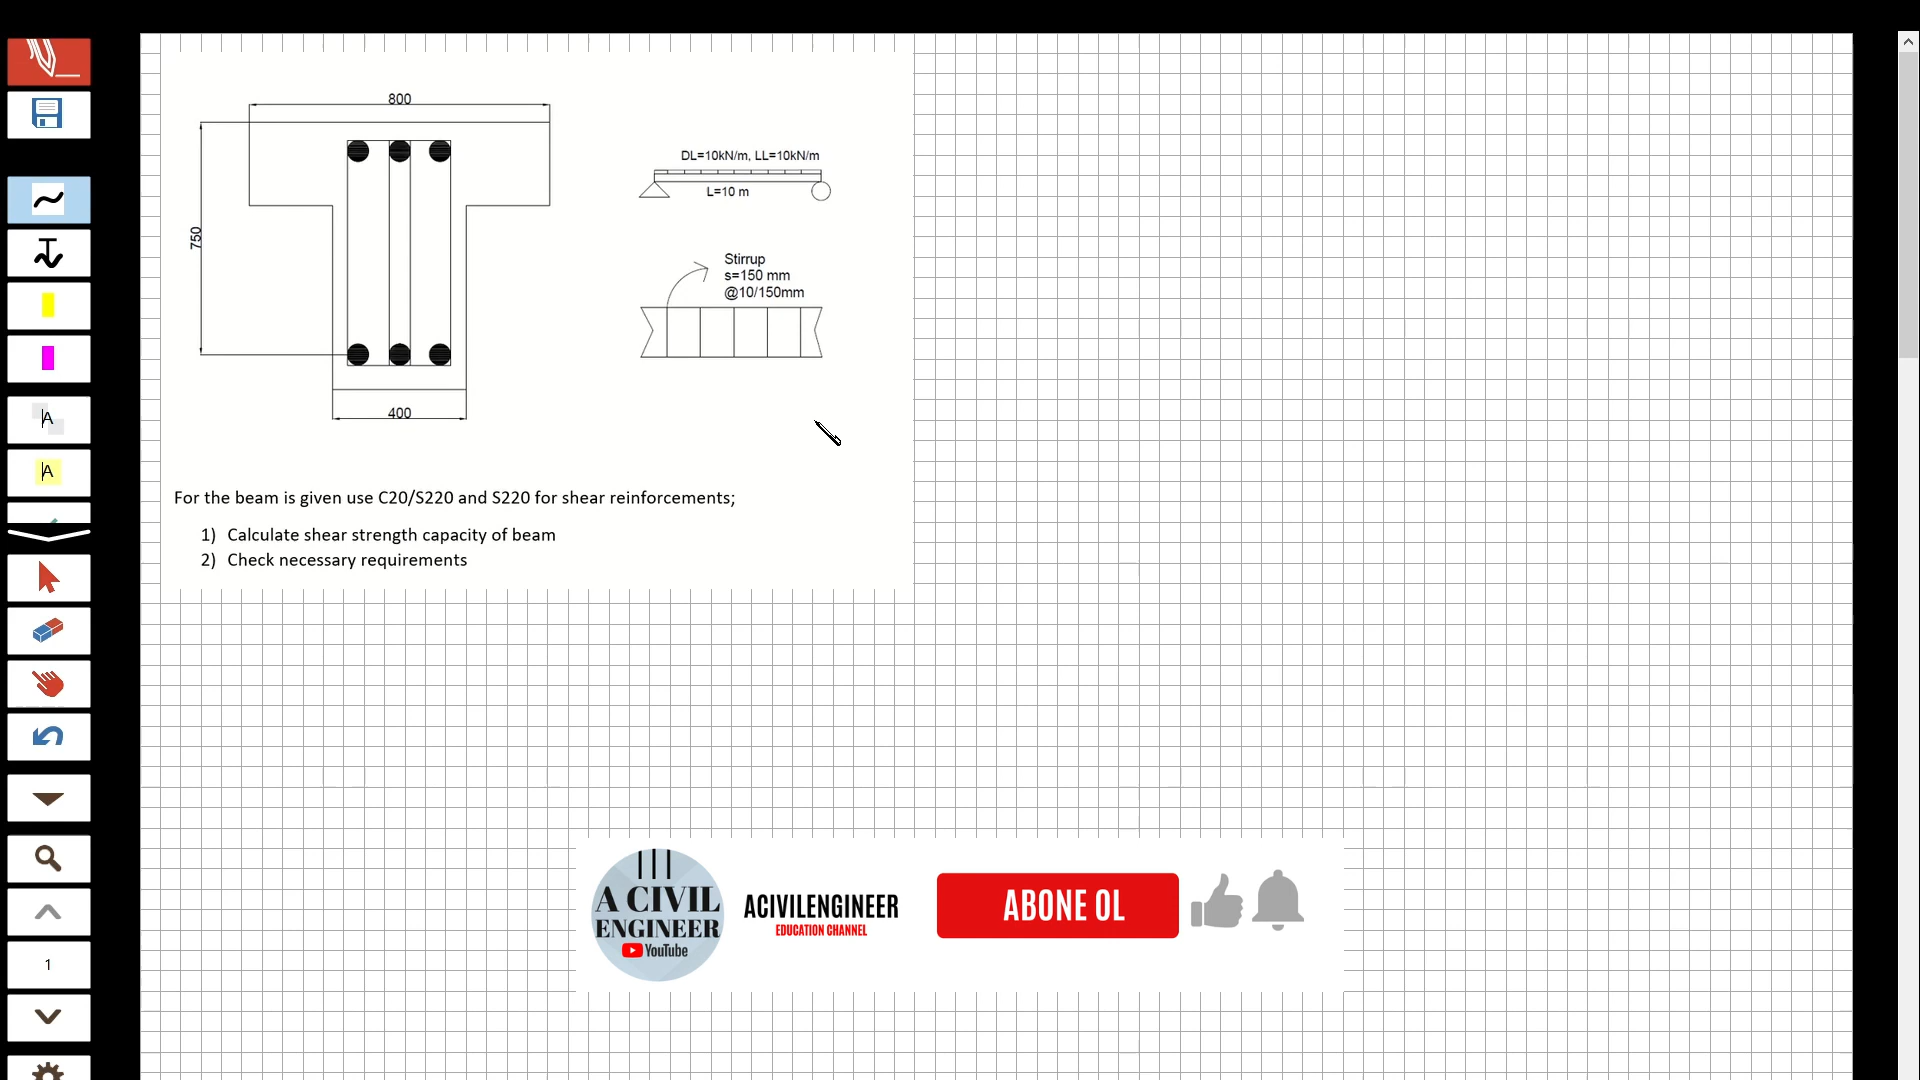 800
DL=10kN/m, LL=10kN/m
L=10 m
750
Stirrup
s=150 mm
@10/150mm
400
For the beam is given use C20/S220 and S220 for shear reinforcements;
1) Calculate shear strength capacity of beam
2) Check necessary requirements
A CIVIL
ENGINEER
YouTube
ACIVILENGINEER
EDUCATION CHANNEL
ABONE OL
A
A
1